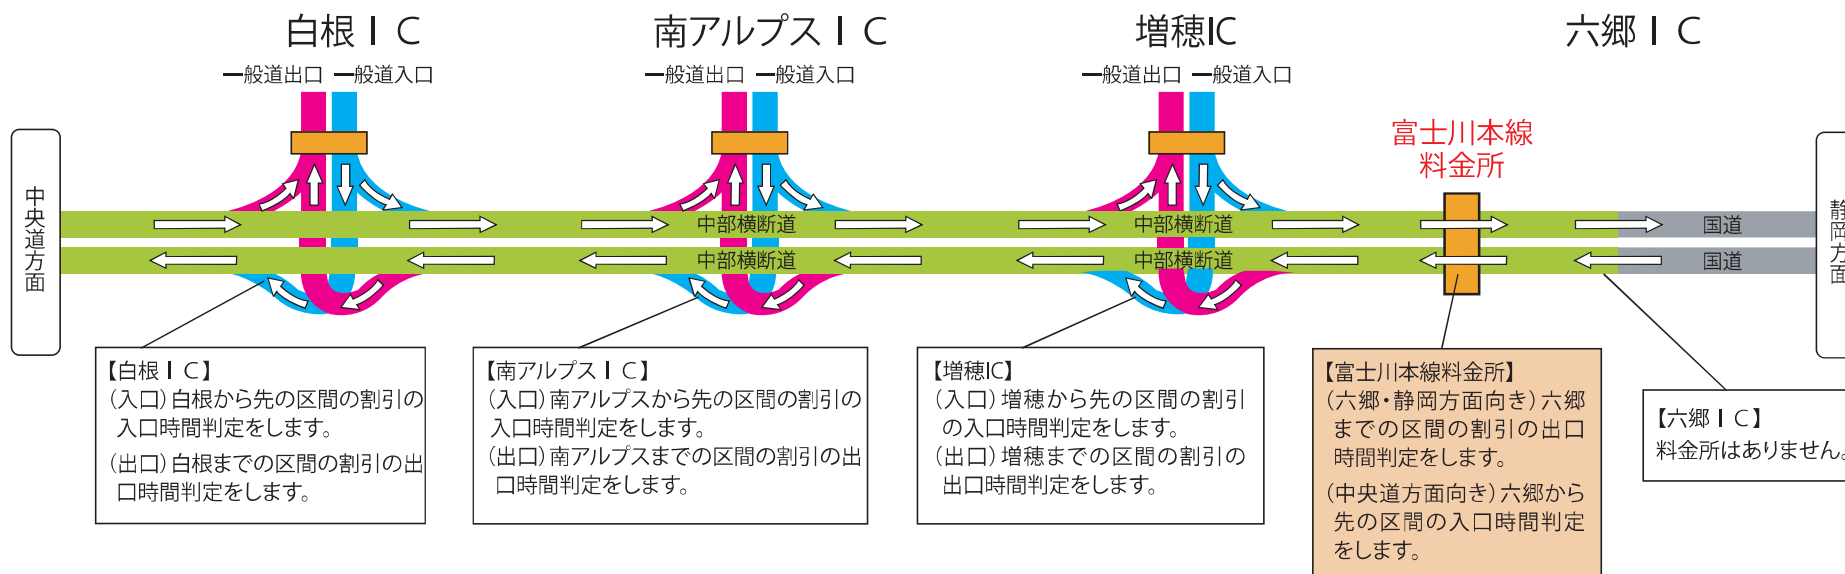 白根ＩＣ
南アルプスＩＣ
増穂IC
六郷ＩＣ
一般道出口
一般道入口
一般道出口
一般道入口
一般道出口
一般道入口
富士川本線
料金所
中央道方面
静岡方面
中部横断道
中部横断道
国道
中部横断道
中部横断道
国道
【白根ＩＣ】
(入口)白根から先の区間の割引の
入口時間判定をします。
(出口)白根までの区間の割引の出
口時間判定をします。
【南アルプスＩＣ】
(入口)南アルプスから先の区間の割引の
入口時間判定をします。
(出口)南アルプスまでの区間の割引の出
口時間判定をします。
【増穂IC】
(入口)増穂から先の区間の割引
の入口時間判定をします。
(出口)増穂までの区間の割引の
出口時間判定をします。
【富士川本線料金所】
(六郷・静岡方面向き)六郷
までの区間の割引の出口
時間判定をします。
(中央道方面向き)六郷から
先の区間の入口時間判定
をします。
【六郷ＩＣ】
料金所はありません。